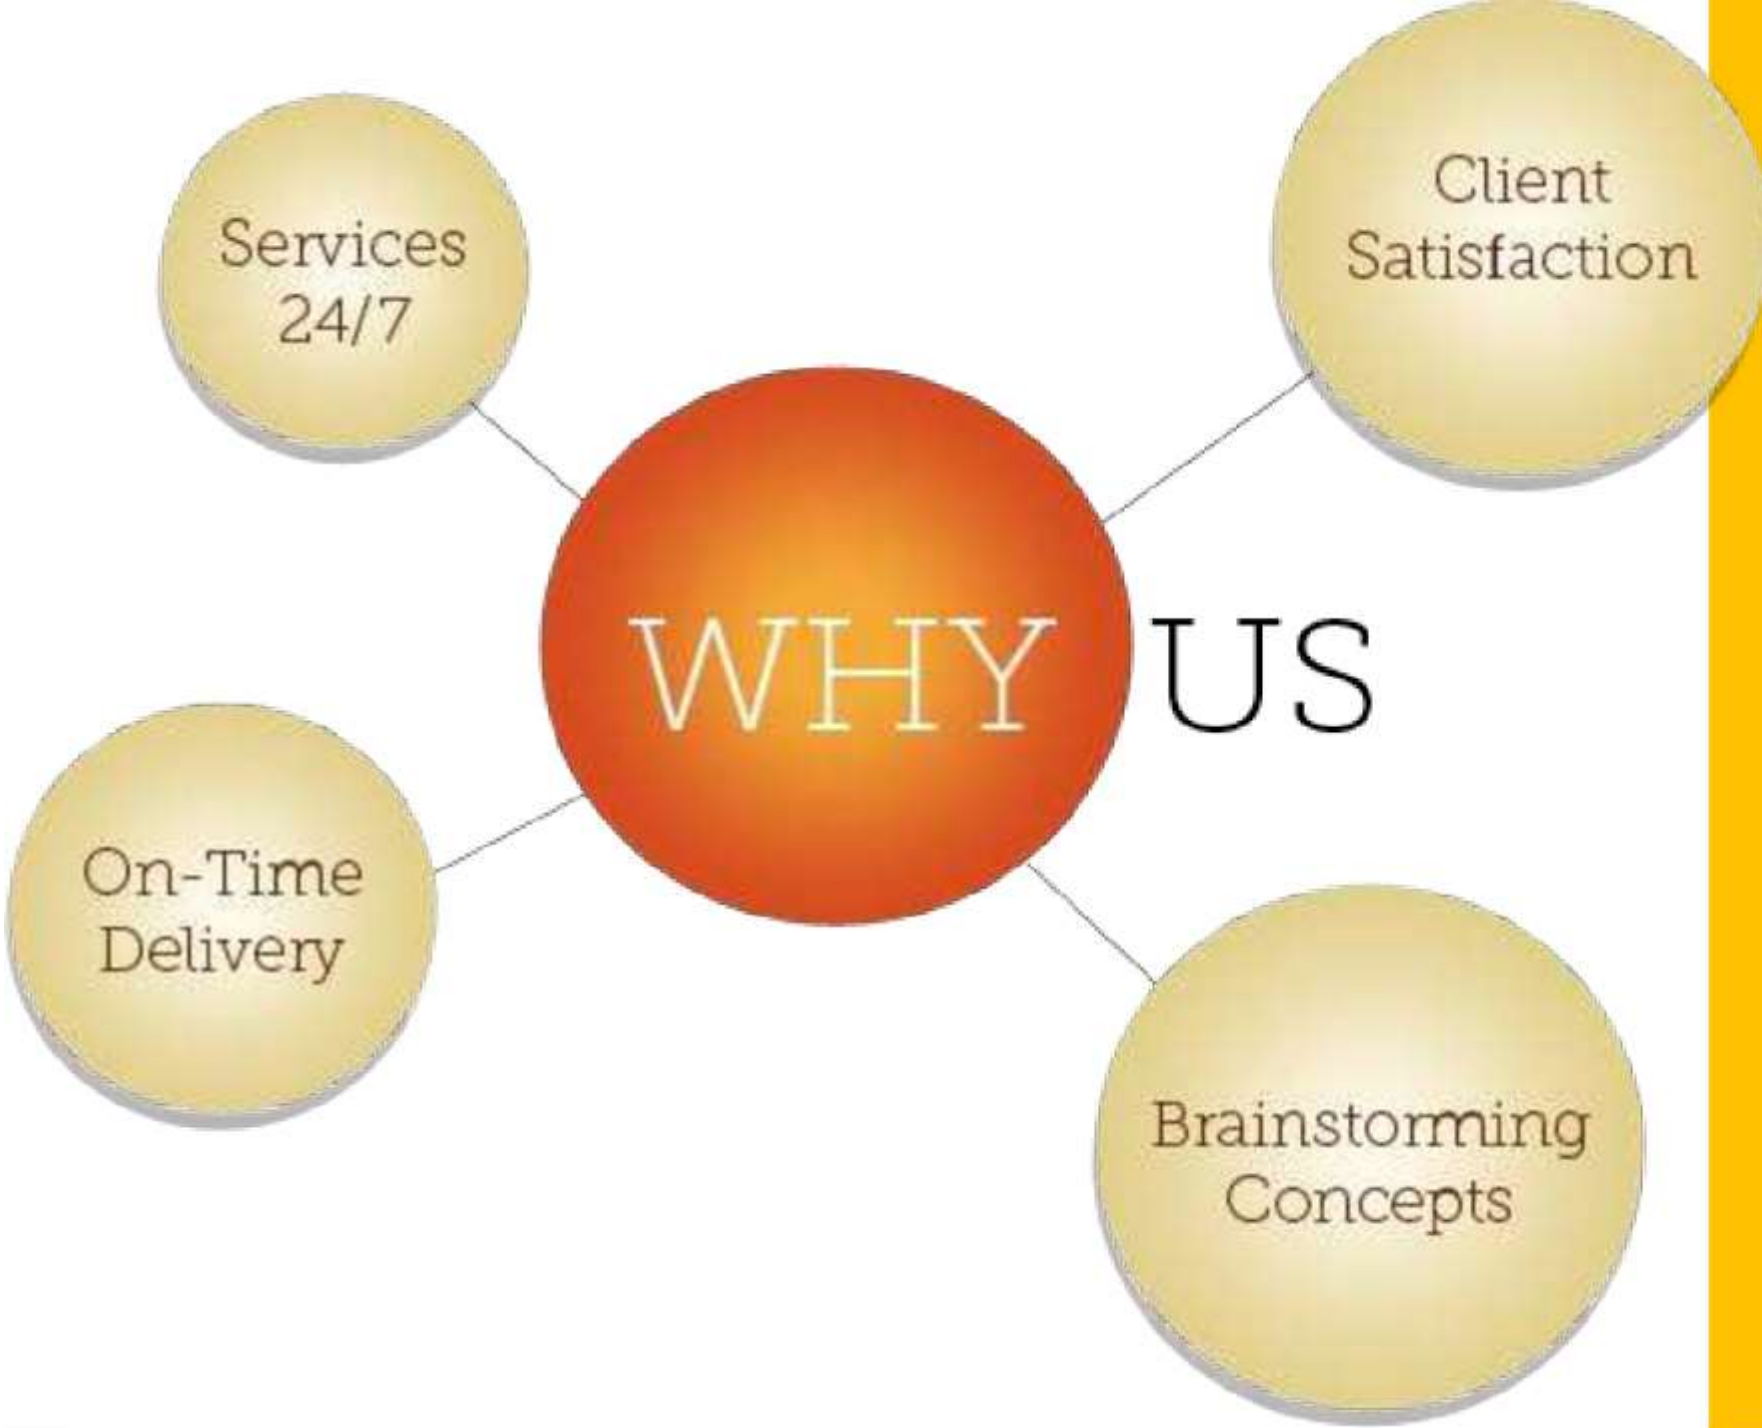 Services
24/7
Client
Satisfaction
WHY US
On-Time
Delivery
Brainstorming
Concepts